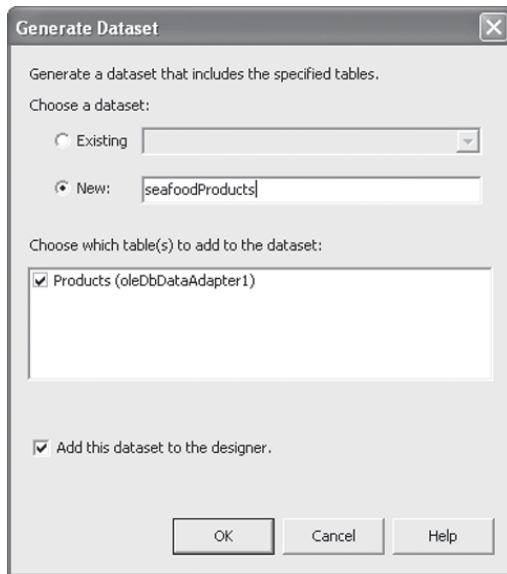 Generate Dataset
Generate a dataset that includes the specified tables.
Choose a dataset:
Existing
New: seafoodProducts
Choose which table(s) to add to the dataset:
Products (oleDbDataAdapter1)
Add this dataset to the designer.
OK Cancel Help